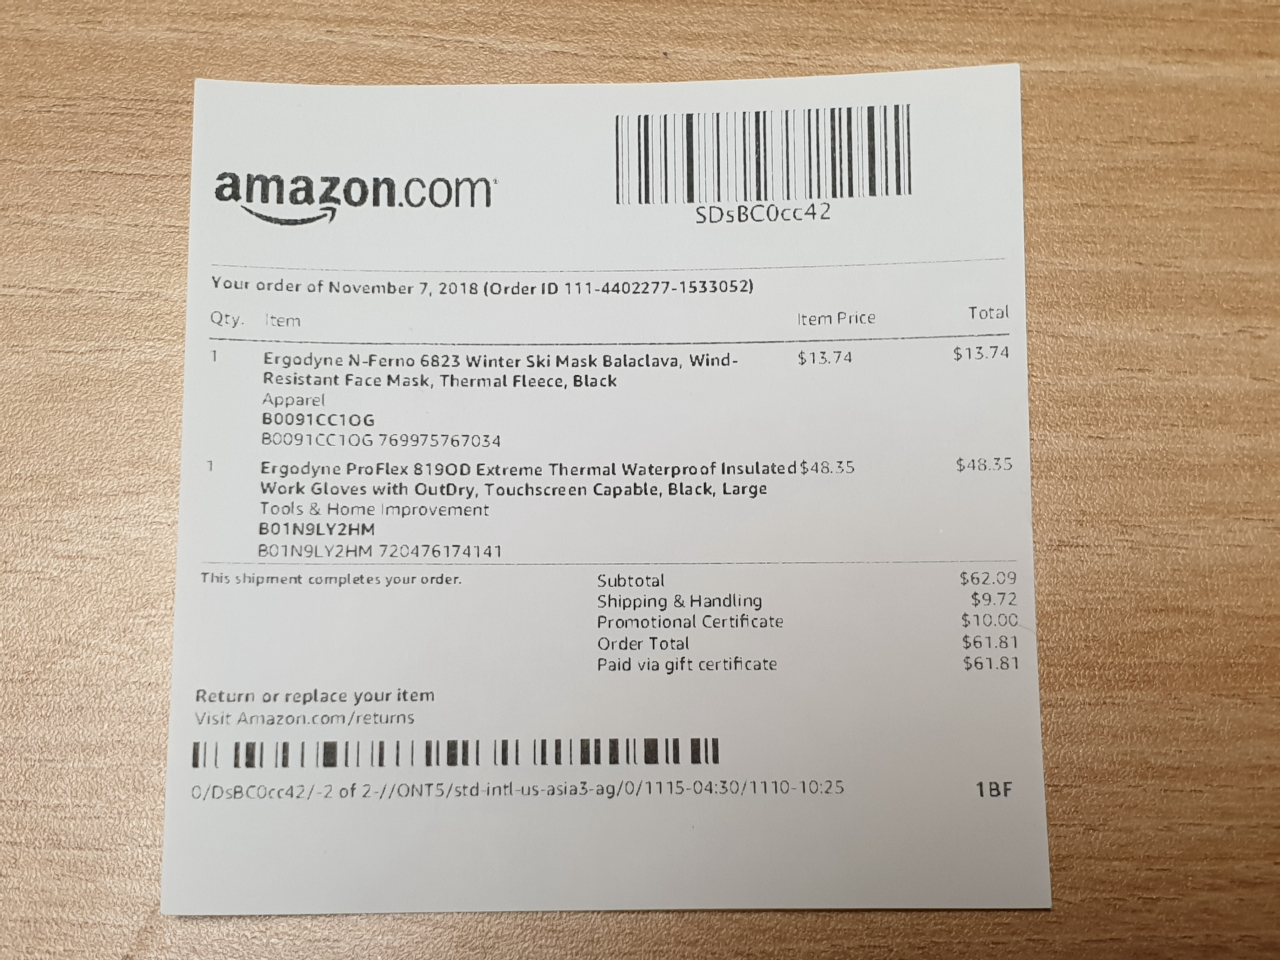 amazon.com
SDsBC0cc42
Your order of November 7, 2018 (Order ID 111-4402277-1533052)
Qty. Item Item Price Total
1 Ergodyne N-Ferno 6823 Winter Ski Mask Balaclava, Wind- $13.74 $13.74
Resistant Face Mask, Thermal Fleece, Black
Apparel
B0091CC1OG
B0091CC1OG 769975767034
1 Ergodyne ProFlex 819OD Extreme Thermal Waterproof Insulated $48.35 $48.35
Work Gloves with OutDry, Touchscreen Capable, Black, Large
Tools & Home Improvement
B01N9LY2HM
B01N9LY2HM 720476174141
This shipment completes your order. Subtotal $62.09
Shipping & Handling $9.72
Promotional Certificate $10.00
Order Total $61.81
Paid via gift certificate $61.81
Return or replace your item
Visit Amazon.com/returns
0/DsBC0cc42/-2 of 2-//ONT5/std-intl-us-asia3-ag/0/1115-04:30/1110-10:25 1BF